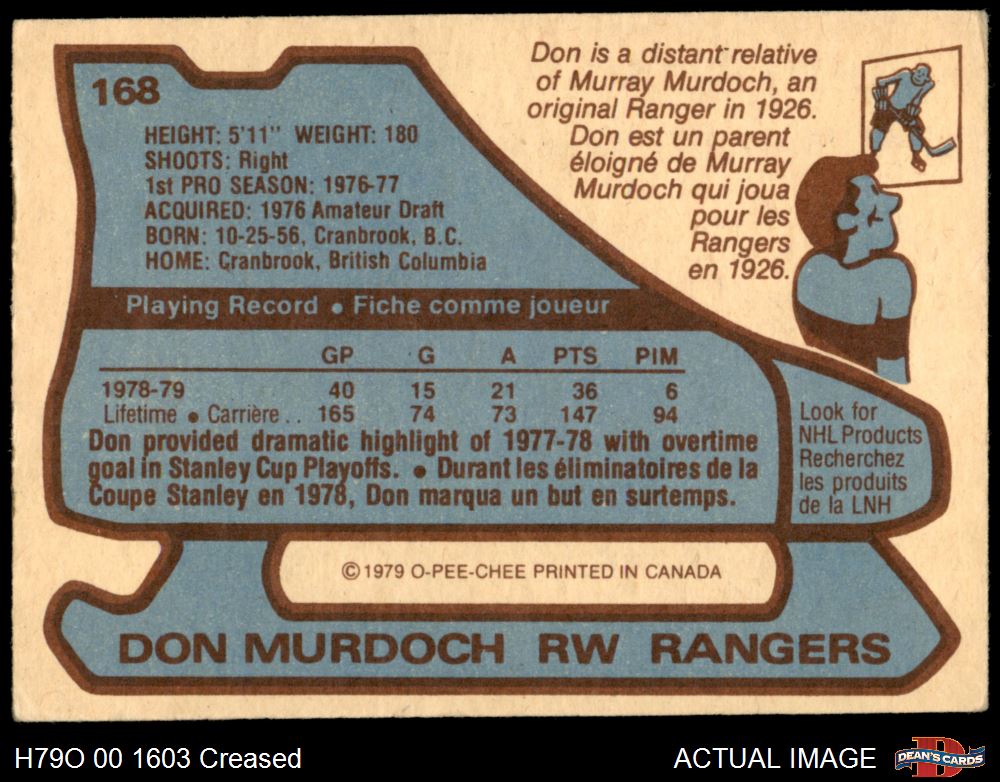 168
HEIGHT: 5'11" WEIGHT: 180
SHOOTS: Right
1st PRO SEASON: 1976-77
ACQUIRED: 1976 Amateur Draft
BORN: 10-25-56, Cranbrook, B.C.
HOME: Cranbrook, British Columbia
Don is a distant relative
of Murray Murdoch, an
original Ranger in 1926.
Don est un parent
éloigné de Murray
Murdoch qui joua
pour les
Rangers
en 1926.
Playing Record • Fiche comme joueur
GP G A PTS PIM
1978-79 40 15 21 36 6
Lifetime • Carrière .. 165 74 73 147 94
Don provided dramatic highlight of 1977-78 with overtime
goal in Stanley Cup Playoffs. • Durant les éliminatoires de la
Coupe Stanley en 1978, Don marqua un but en surtemps.
Look for
NHL Products
Recherchez
les produits
de la LNH
© 1979 O-PEE-CHEE PRINTED IN CANADA
DON MURDOCH RW RANGERS
H79O 00 1603 Creased
ACTUAL IMAGE
D
DEAN'S CARDS